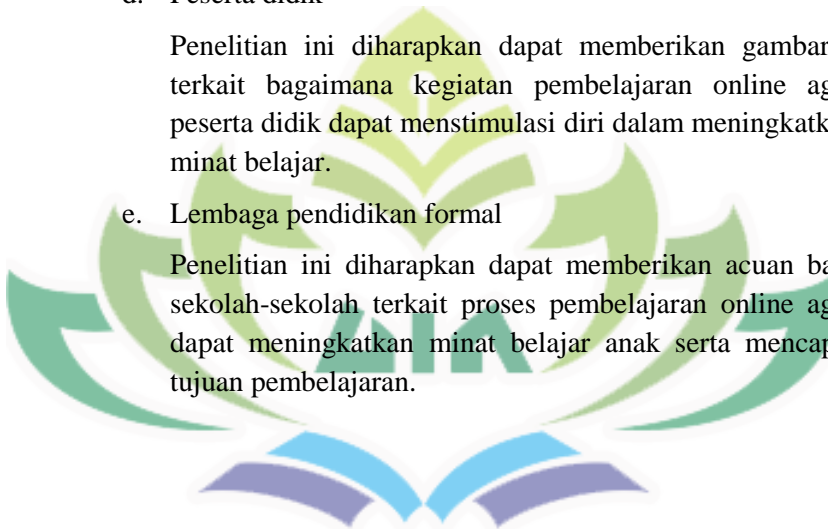 d. Peserta didik
Penelitian ini diharapkan dapat memberikan gambar
terkait bagaimana kegiatan pembelajaran online ag
peserta didik dapat menstimulasi diri dalam meningkatk
minat belajar.
e. Lembaga pendidikan formal
Penelitian ini diharapkan dapat memberikan acuan ba
sekolah-sekolah terkait proses pembelajaran online ag
dapat meningkatkan minat belajar anak serta mencap
tujuan pembelajaran.